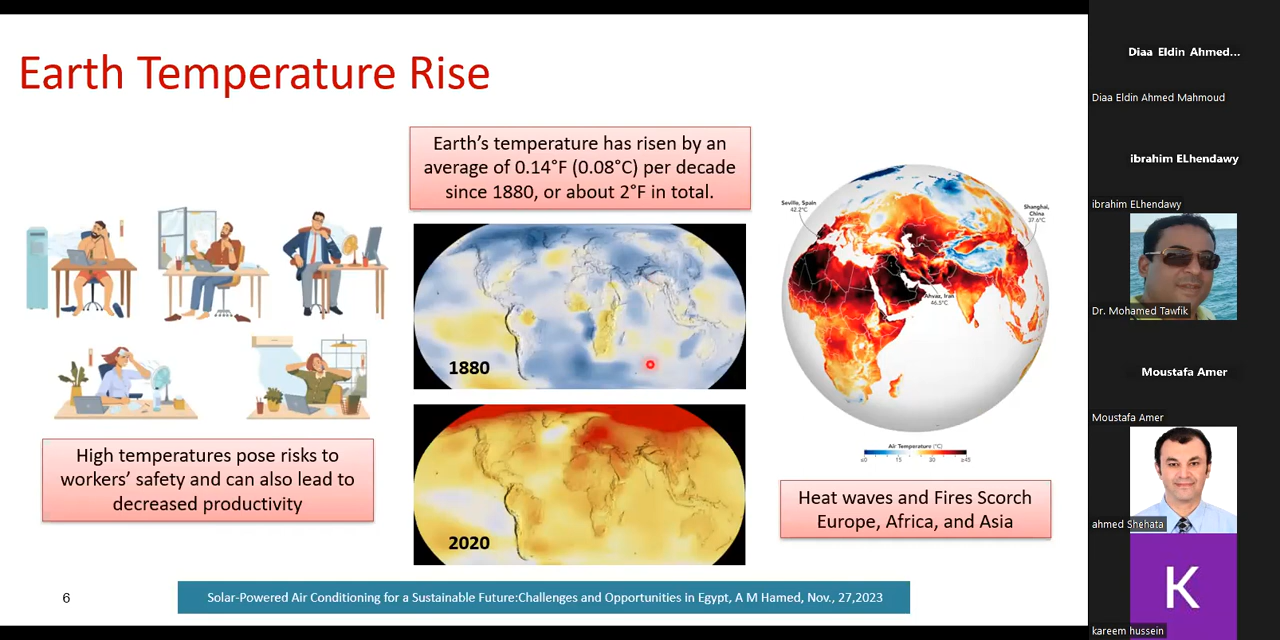 Earth Temperature Rise
Earth's temperature has risen by an
average of 0.14°F (0.08°C) per decade
since 1880, or about 2°F in total.
1880
2020
High temperatures pose risks to
workers' safety and can also lead to
decreased productivity
Seville, Spain
42.2°C
Shanghai,
China
37.6°C
Ahvaz, Iran
46.5°C
Air Temperature (°C)
≤0 15 30 ≥45
Heat waves and Fires Scorch
Europe, Africa, and Asia
6
Solar-Powered Air Conditioning for a Sustainable Future:Challenges and Opportunities in Egypt, A M Hamed, Nov., 27,2023
Diaa Eldin Ahmed...
Diaa Eldin Ahmed Mahmoud
ibrahim ELhendawy
ibrahim ELhendawy
Dr. Mohamed Tawfik
Moustafa Amer
Moustafa Amer
ahmed Shehata
K
kareem hussein